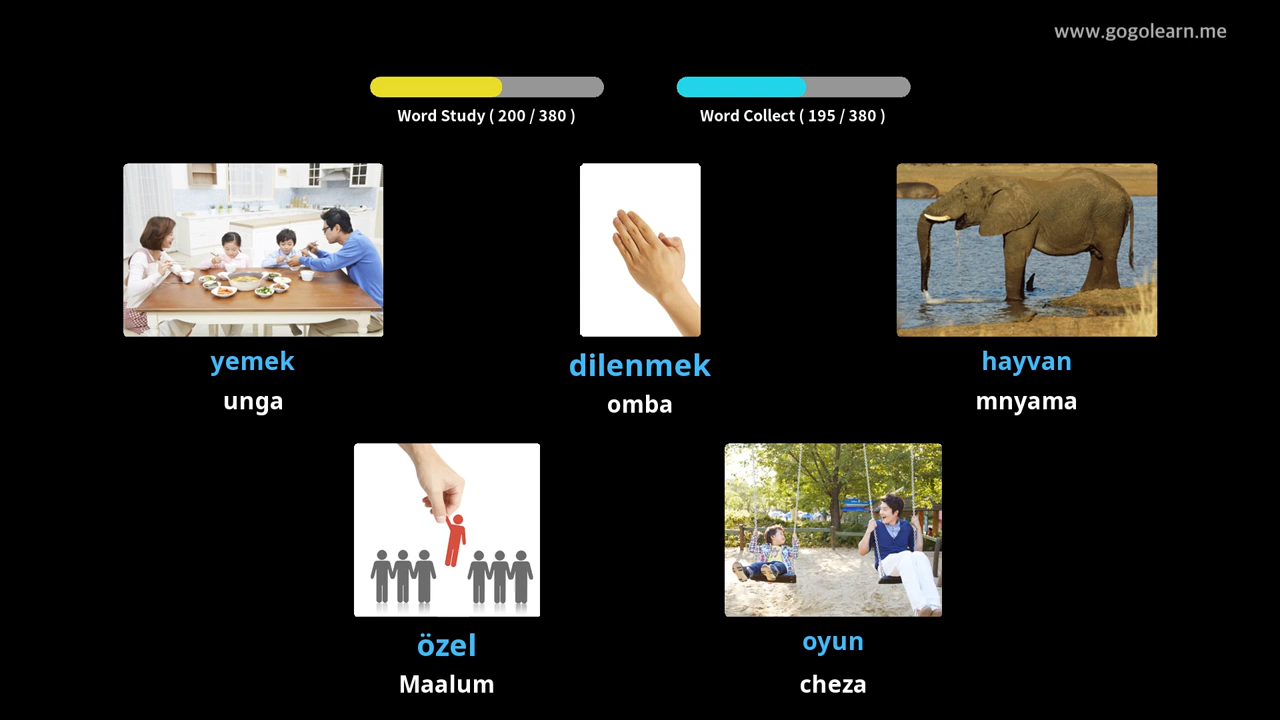 www.gogolearn.me
Word Study ( 200 / 380 )
Word Collect ( 195 / 380 )
yemek
unga
dilenmek
omba
hayvan
mnyama
özel
Maalum
oyun
cheza